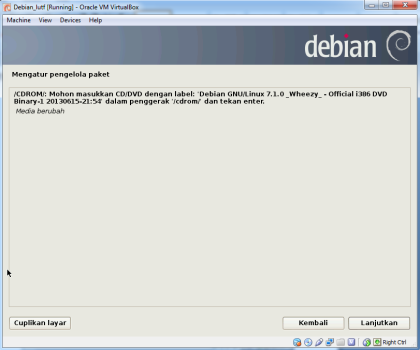 Debian_lutf [Running] - Oracle VM VirtualBox
Machine View Devices Help
debian
Mengatur pengelola paket
/CDROM/: Mohon masukkan CD/DVD dengan label: 'Debian GNU/Linux 7.1.0 _Wheezy_ - Official i386 DVD
Binary-1 20130615-21:54' dalam penggerak '/cdrom/' dan tekan enter.
Media berubah
Cuplikan layar
Kembali
Lanjutkan
Right Ctrl